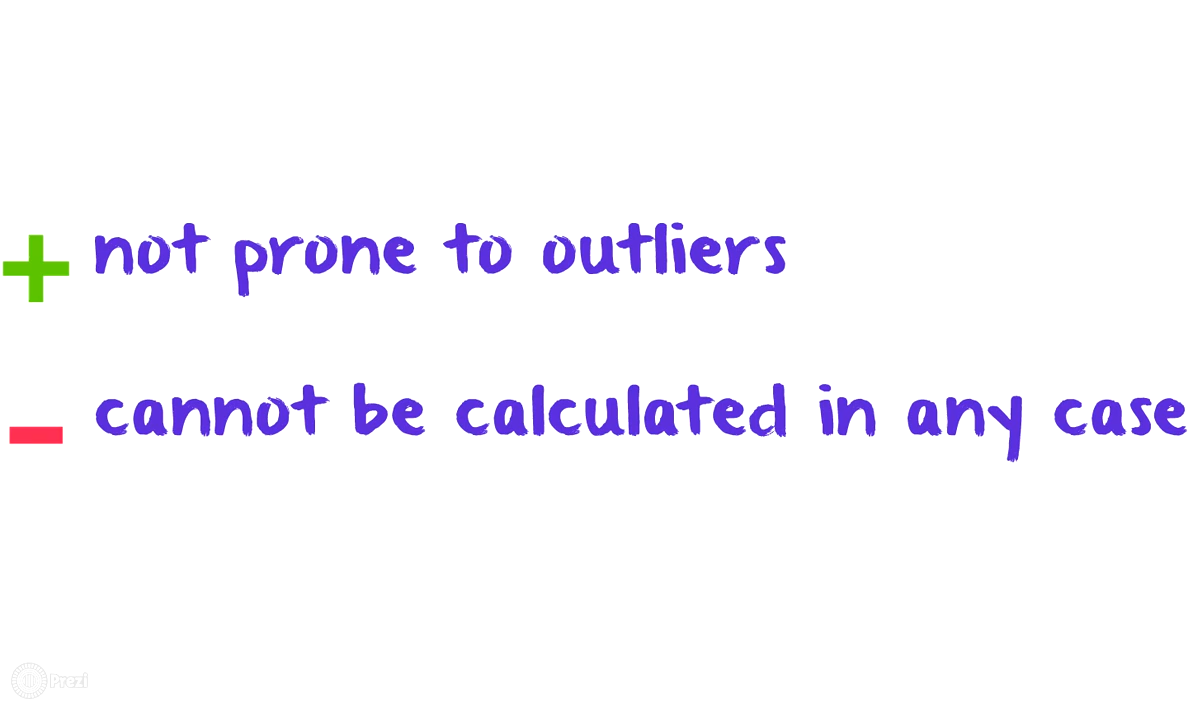 + not prone to outliers
- cannot be calculated in any case
Prezi